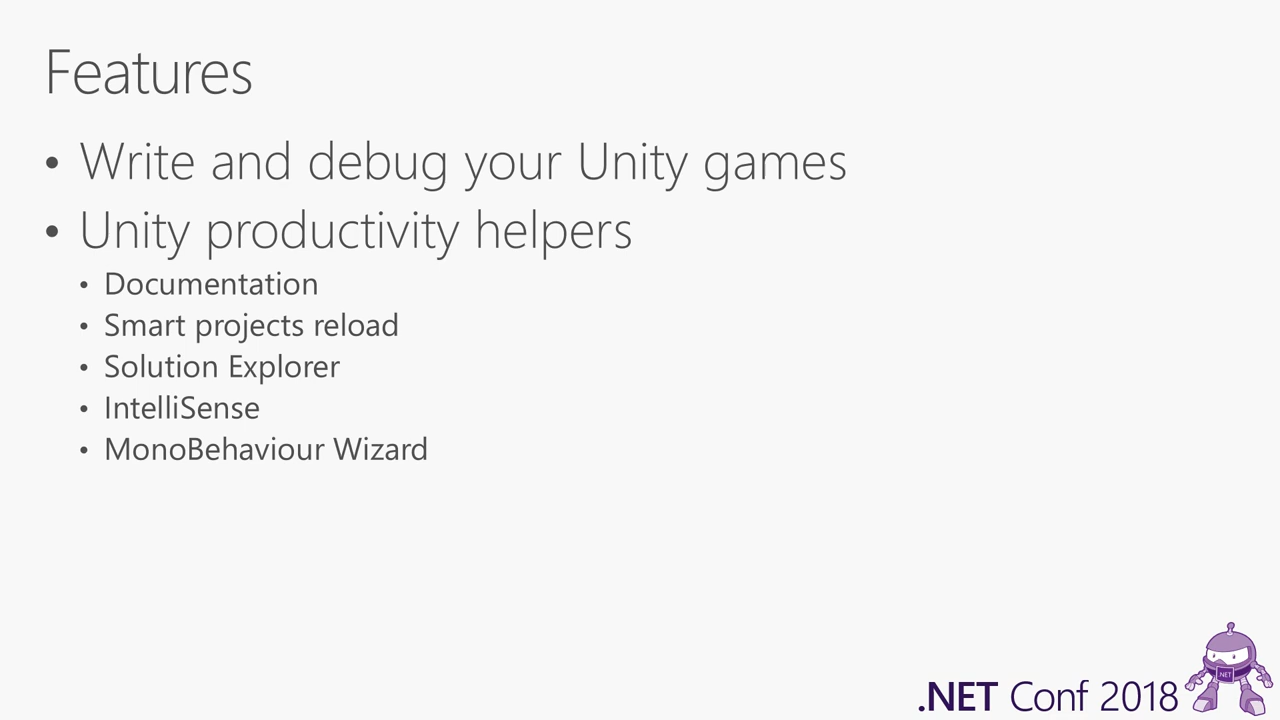 Features
• Write and debug your Unity games
• Unity productivity helpers
• Documentation
• Smart projects reload
• Solution Explorer
• IntelliSense
• MonoBehaviour Wizard
.NET Conf 2018
.NET